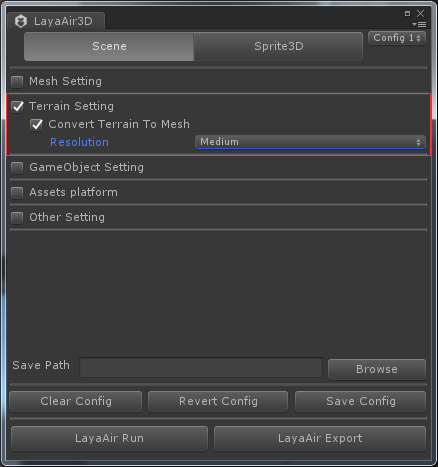 LayaAir3D
Scene Sprite3D Config 1
Mesh Setting
Terrain Setting
Convert Terrain To Mesh
Resolution Medium
GameObject Setting
Assets platform
Other Setting
Save Path Browse
Clear Config Revert Config Save Config
LayaAir Run LayaAir Export